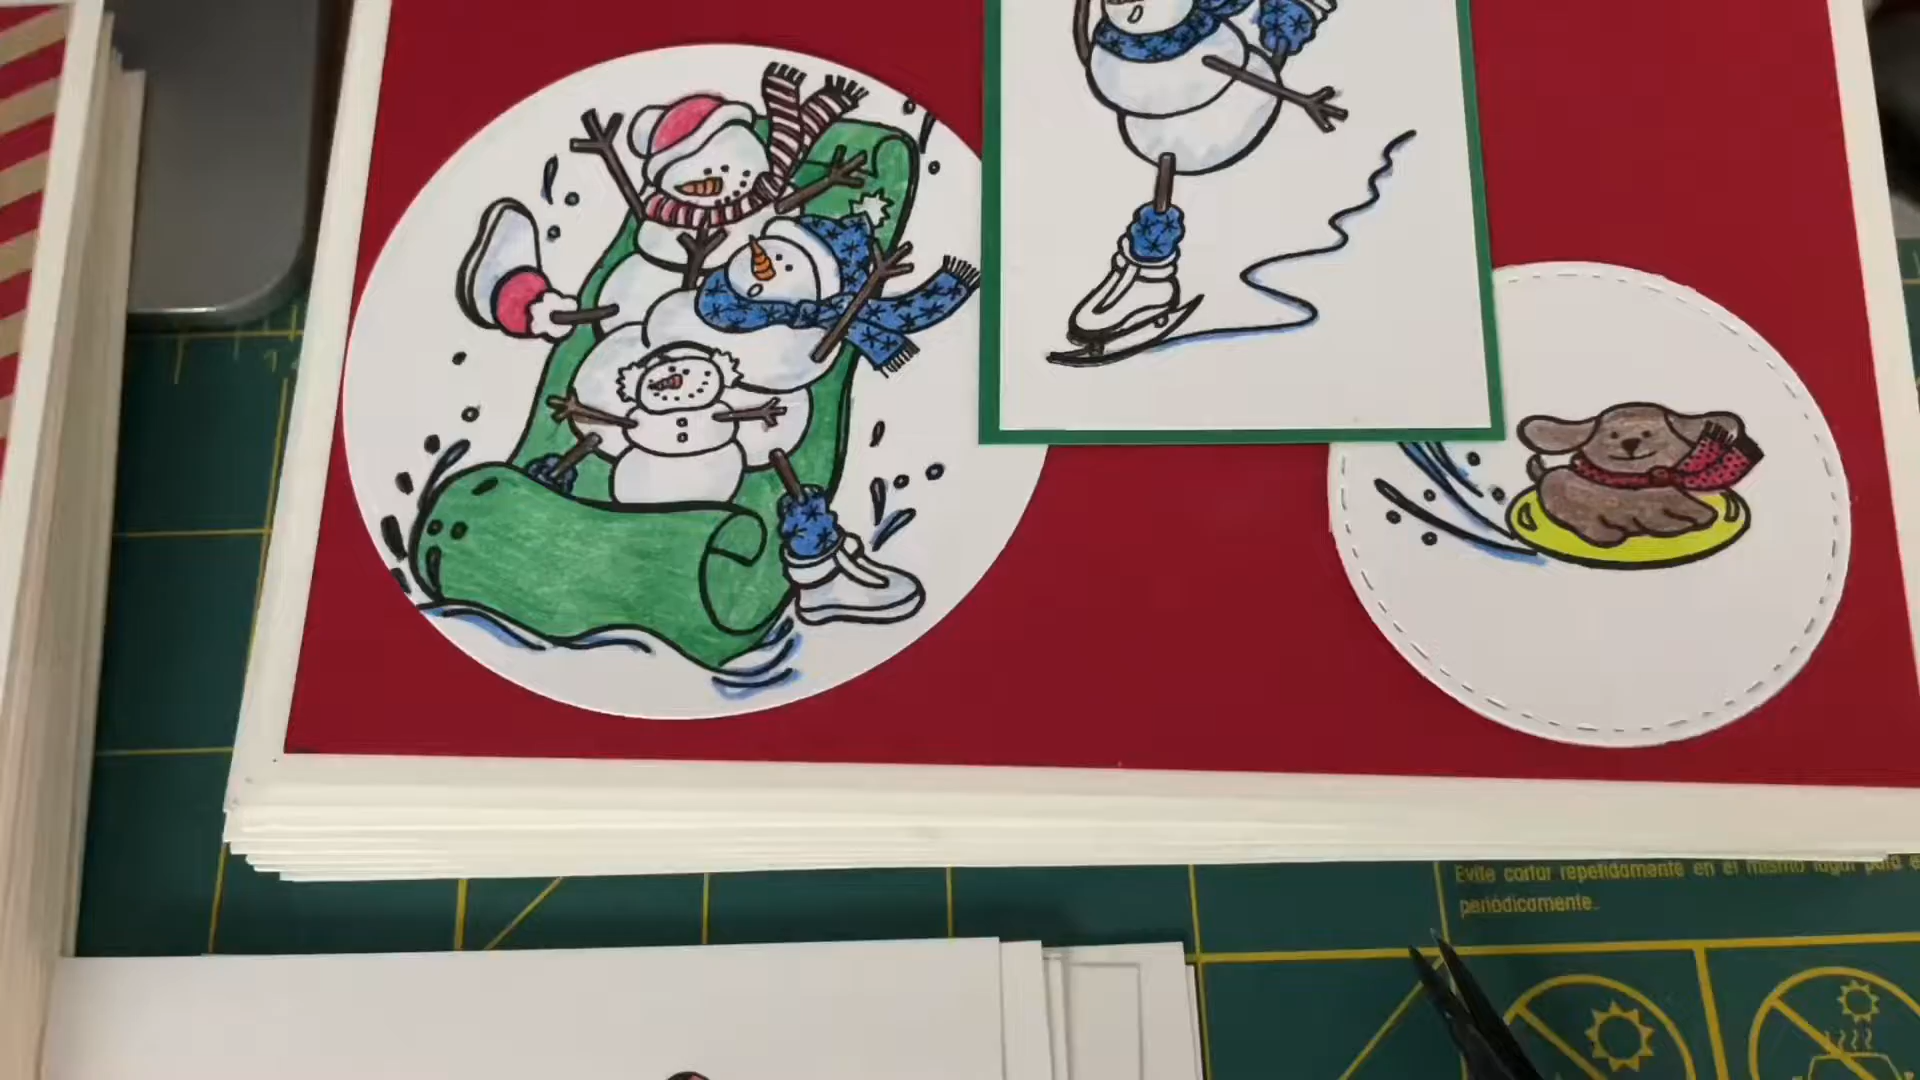 Evite cortar repetidamente en el mismo lugar para
periódicamente.